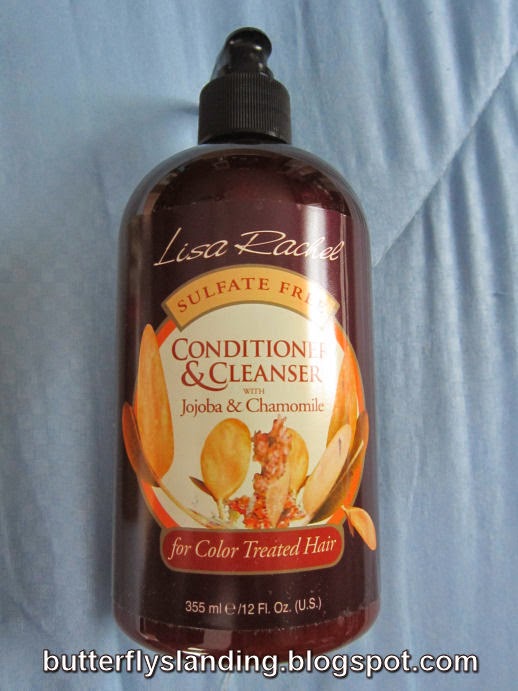 Lisa Rachel
SULFATE FREE
CONDITIONER
& CLEANSER
WITH
Jojoba & Chamomile
for Color Treated Hair
355 ml ℮/12 Fl. Oz. (U.S.)
butterflyslanding.blogspot.com